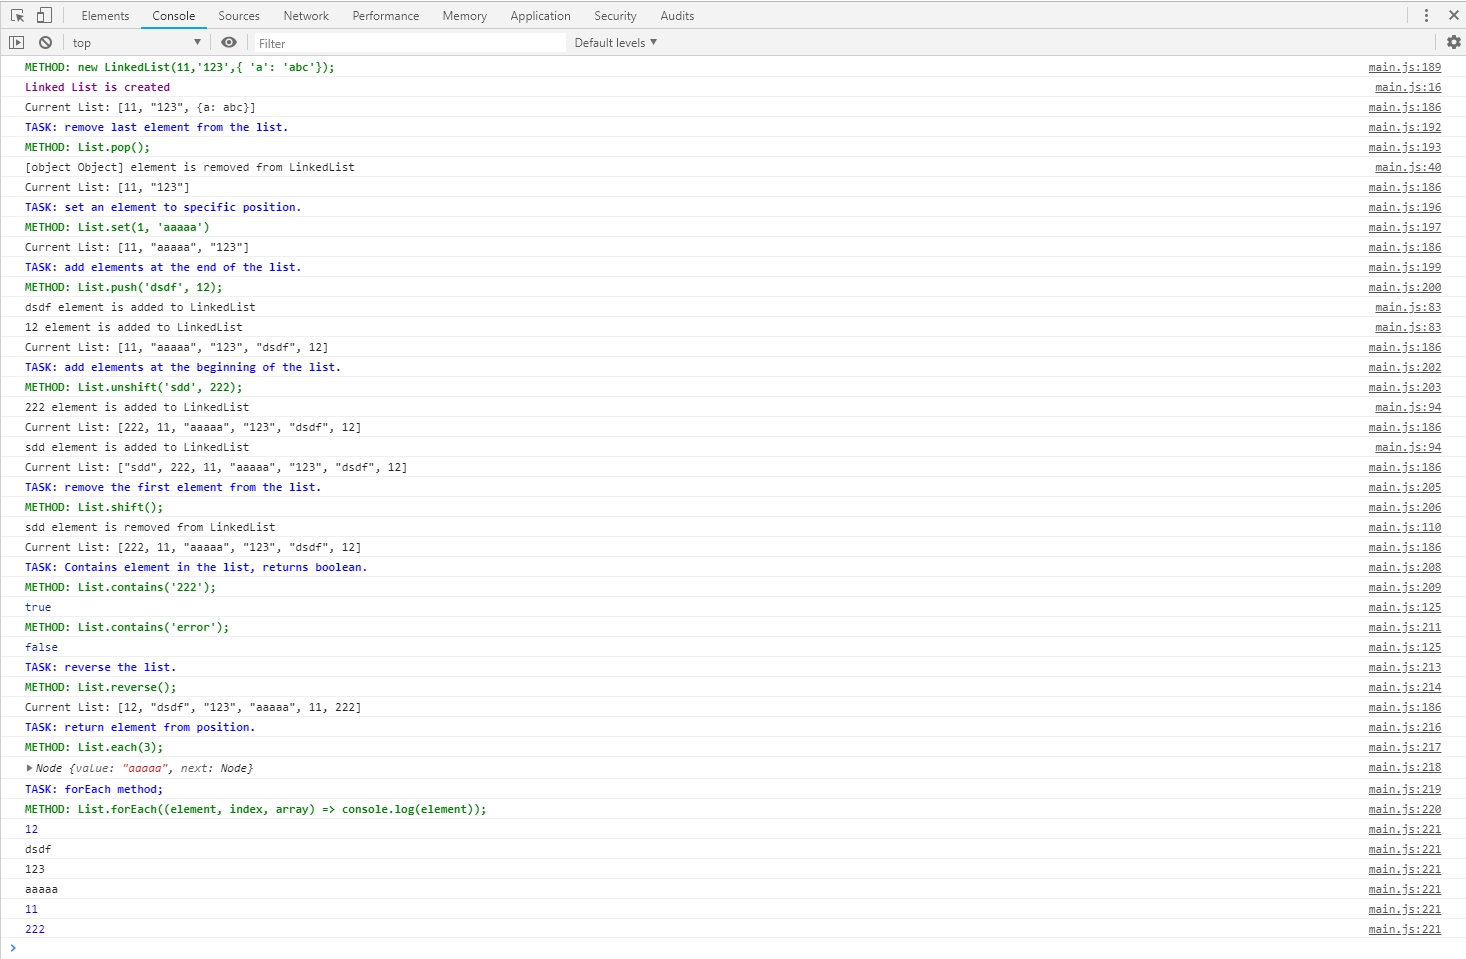 Elements Console Sources Network Performance Memory Application Security Audits
top Filter Default levels
METHOD: new LinkedList(11,'123',{ 'a': 'abc'}); main.js:189
Linked List is created main.js:16
Current List: [11, "123", {a: abc}] main.js:186
TASK: remove last element from the list. main.js:192
METHOD: List.pop(); main.js:193
[object Object] element is removed from LinkedList main.js:40
Current List: [11, "123"] main.js:186
TASK: set an element to specific position. main.js:196
METHOD: List.set(1, 'aaaaa') main.js:197
Current List: [11, "aaaaa", "123"] main.js:186
TASK: add elements at the end of the list. main.js:199
METHOD: List.push('dsdf', 12); main.js:200
dsdf element is added to LinkedList main.js:83
12 element is added to LinkedList main.js:83
Current List: [11, "aaaaa", "123", "dsdf", 12] main.js:186
TASK: add elements at the beginning of the list. main.js:202
METHOD: List.unshift('sdd', 222); main.js:203
222 element is added to LinkedList main.js:94
Current List: [222, 11, "aaaaa", "123", "dsdf", 12] main.js:186
sdd element is added to LinkedList main.js:94
Current List: ["sdd", 222, 11, "aaaaa", "123", "dsdf", 12] main.js:186
TASK: remove the first element from the list. main.js:205
METHOD: List.shift(); main.js:206
sdd element is removed from LinkedList main.js:110
Current List: [222, 11, "aaaaa", "123", "dsdf", 12] main.js:186
TASK: Contains element in the list, returns boolean. main.js:208
METHOD: List.contains('222'); main.js:209
true main.js:125
METHOD: List.contains('error'); main.js:211
false main.js:125
TASK: reverse the list. main.js:213
METHOD: List.reverse(); main.js:214
Current List: [12, "dsdf", "123", "aaaaa", 11, 222] main.js:186
TASK: return element from position. main.js:216
METHOD: List.each(3); main.js:217
Node {value: "aaaaa", next: Node} main.js:218
TASK: forEach method; main.js:219
METHOD: List.forEach((element, index, array) => console.log(element)); main.js:220
12 main.js:221
dsdf main.js:221
123 main.js:221
aaaaa main.js:221
11 main.js:221
222 main.js:221